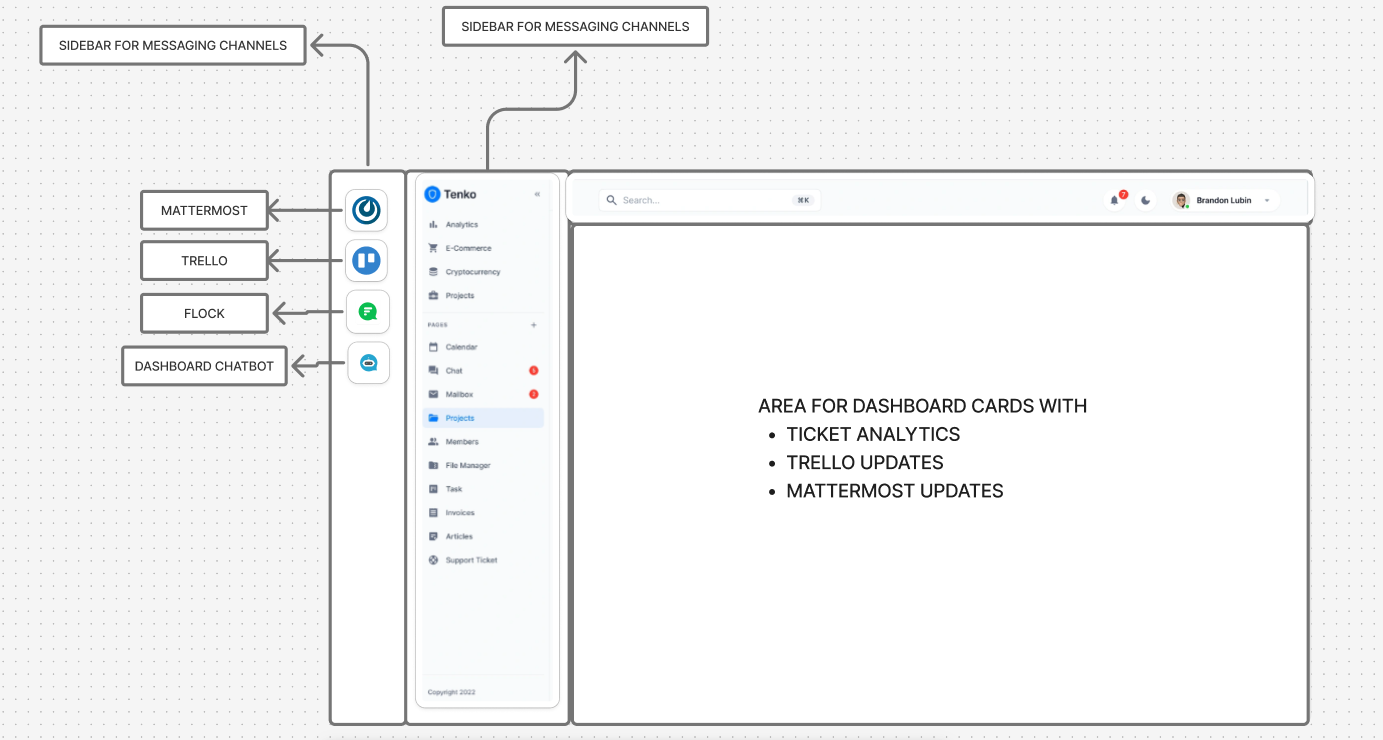 SIDEBAR FOR MESSAGING CHANNELS
SIDEBAR FOR MESSAGING CHANNELS
MATTERMOST
TRELLO
FLOCK
DASHBOARD CHATBOT
Tenko
Analytics
E-Commerce
Cryptocurrency
Projects
PAGES
Calendar
Chat
Mailbox
Projects
Members
File Manager
Task
Invoices
Articles
Support Ticket
Copyright 2022
Search...
⌘K
7
Brandon Lubin
AREA FOR DASHBOARD CARDS WITH
• TICKET ANALYTICS
• TRELLO UPDATES
• MATTERMOST UPDATES